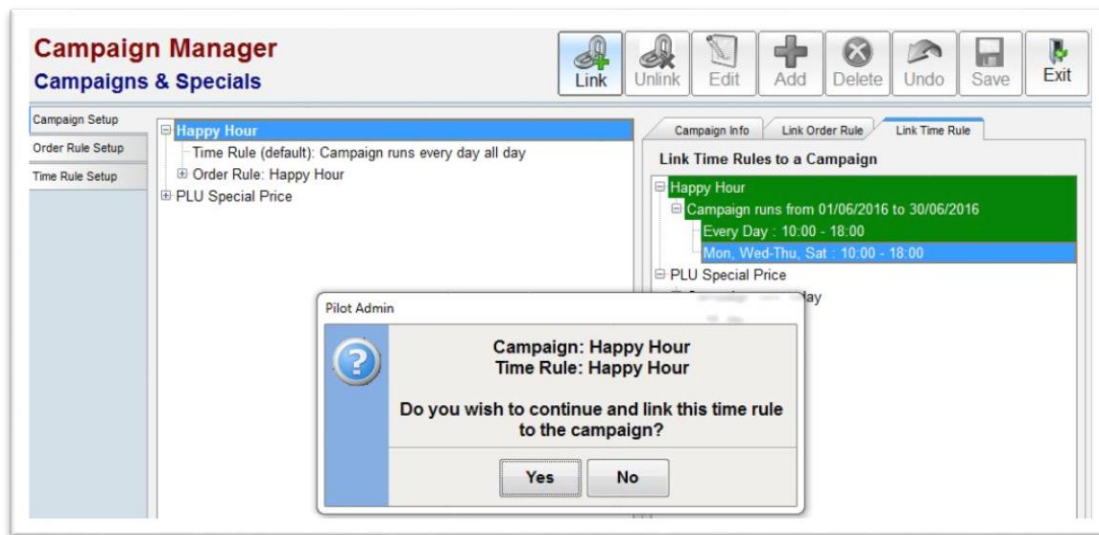 Campaign Manager
Campaigns & Specials
Link Unlink Edit Add Delete Undo Save Exit
Campaign Setup
Order Rule Setup
Time Rule Setup
Happy Hour
Time Rule (default): Campaign runs every day all day
Order Rule: Happy Hour
PLU Special Price
Campaign Info Link Order Rule Link Time Rule
Link Time Rules to a Campaign
Happy Hour
Campaign runs from 01/06/2016 to 30/06/2016
Every Day : 10:00 - 18:00
Mon, Wed-Thu, Sat : 10:00 - 18:00
PLU Special Price
Pilot Admin
Campaign: Happy Hour
Time Rule: Happy Hour
Do you wish to continue and link this time rule
to the campaign?
Yes No